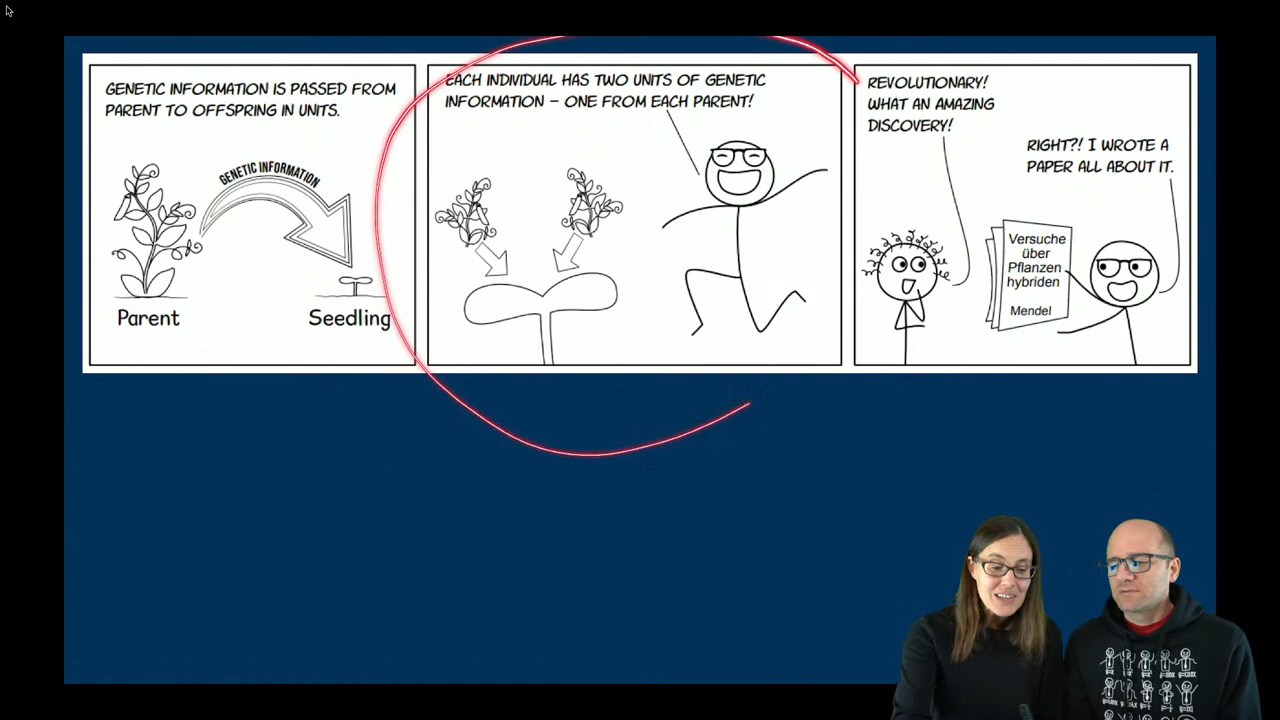 GENETIC INFORMATION IS PASSED FROM
PARENT TO OFFSPRING IN UNITS.
GENETIC INFORMATION
Parent
Seedling
EACH INDIVIDUAL HAS TWO UNITS OF GENETIC
INFORMATION – ONE FROM EACH PARENT!
REVOLUTIONARY!
WHAT AN AMAZING
DISCOVERY!
RIGHT?! I WROTE A
PAPER ALL ABOUT IT.
Versuche
über
Pflanzen
hybriden
Mendel